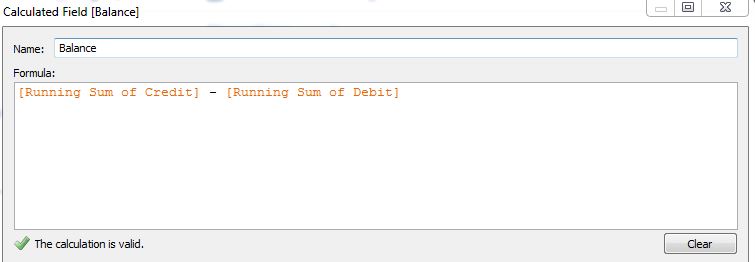 Calculated Field [Balance]
Name: Balance
Formula:
[Running Sum of Credit] - [Running Sum of Debit]
The calculation is valid.
Clear